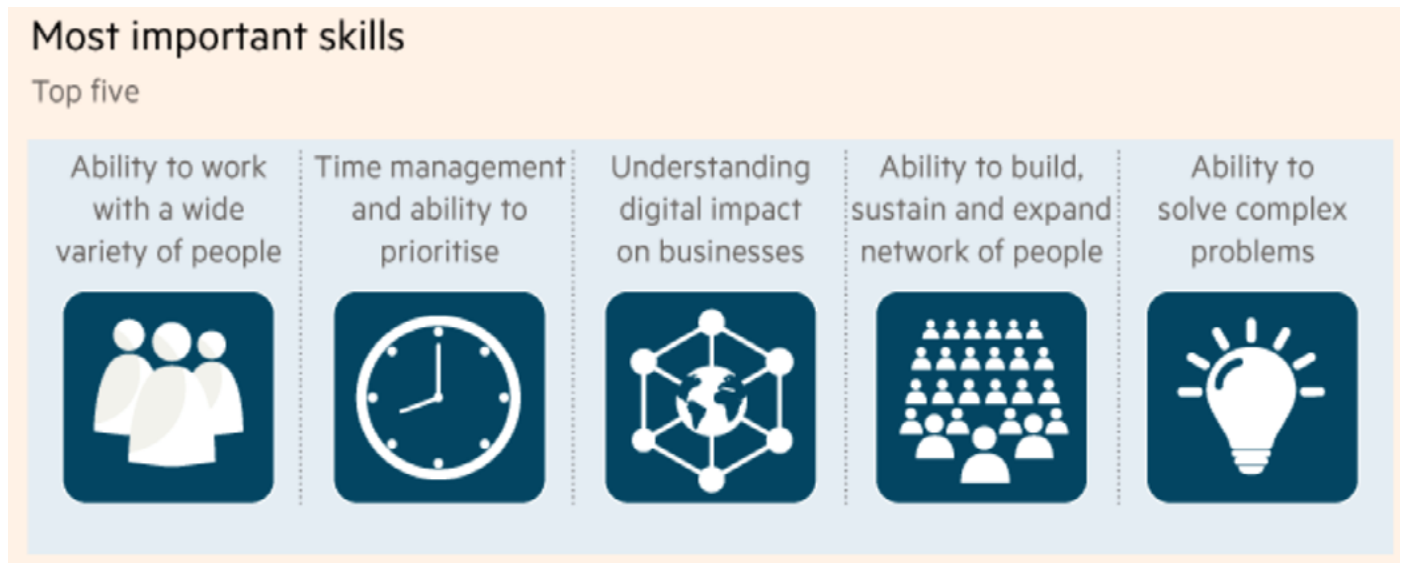 Most important skills
Top five
Ability to work
with a wide
variety of people
Time management
and ability to
prioritise
Understanding
digital impact
on businesses
Ability to build,
sustain and expand
network of people
Ability to
solve complex
problems